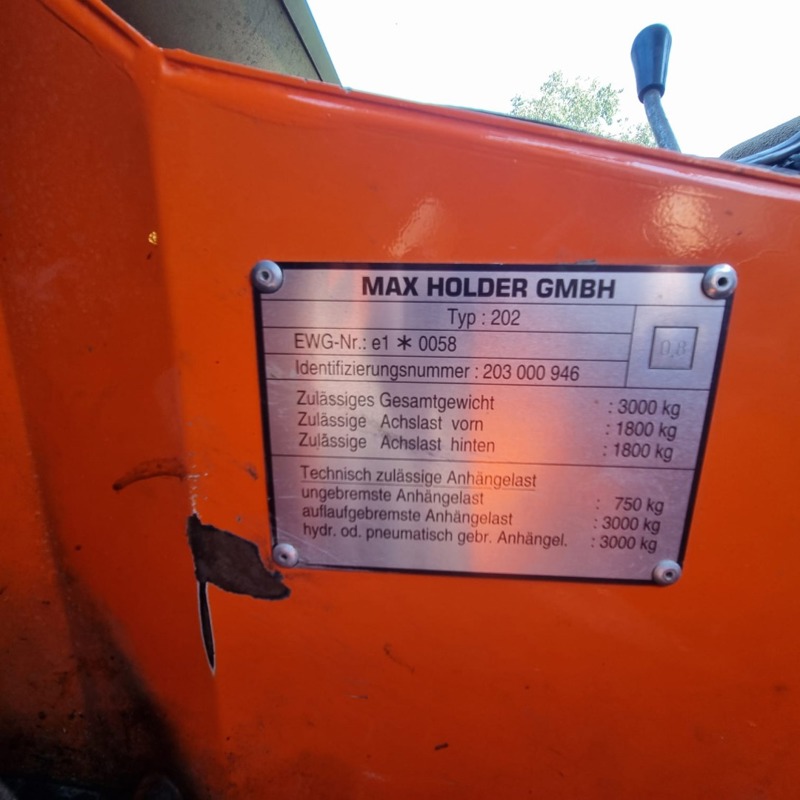 MAX HOLDER GMBH
Typ : 202
EWG-Nr.: e1 * 0058
0,8
Identifizierungsnummer : 203 000 946
Zulässiges Gesamtgewicht : 3000 kg
Zulässige Achslast vorn : 1800 kg
Zulässige Achslast hinten : 1800 kg
Technisch zulässige Anhängelast
ungebremste Anhängelast : 750 kg
auflaufgebremste Anhängelast : 3000 kg
hydr. od. pneumatisch gebr. Anhängel. : 3000 kg